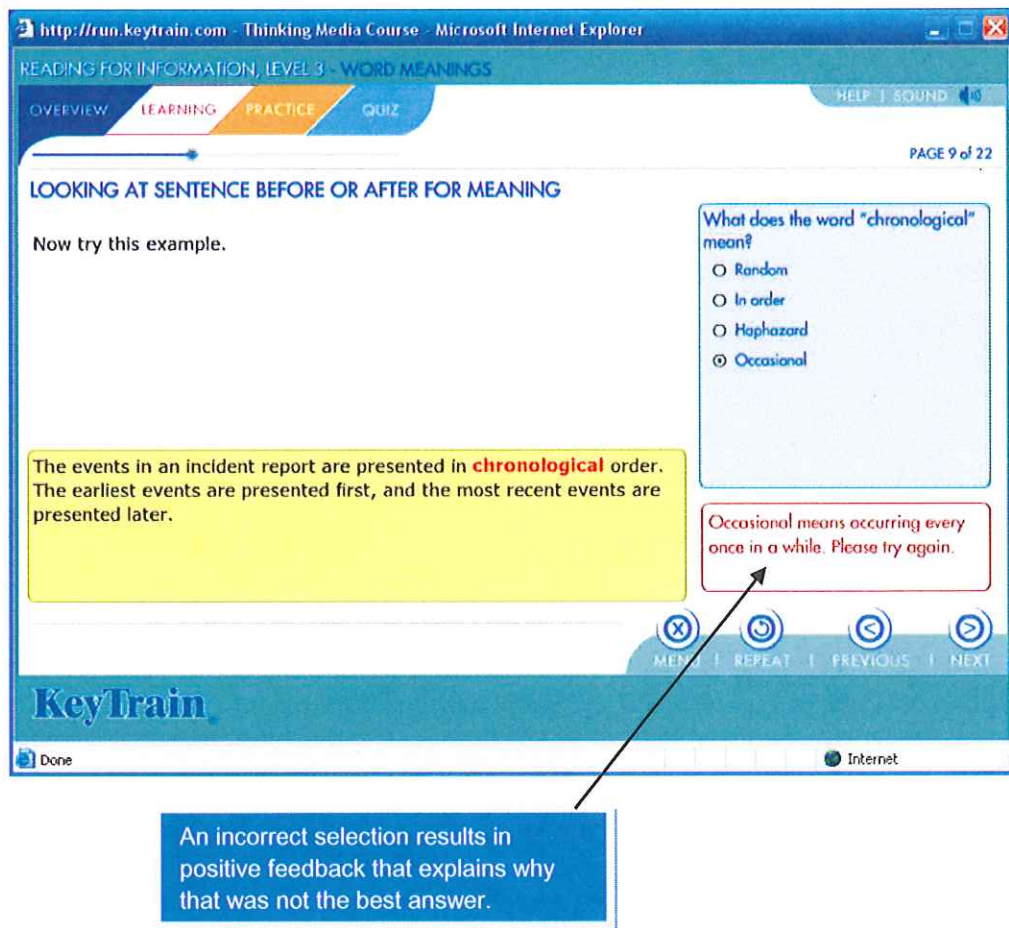 http://run.keytrain.com - Thinking Media Course - Microsoft Internet Explorer
READING FOR INFORMATION, LEVEL 3 - WORD MEANINGS
OVERVIEW LEARNING PRACTICE QUIZ
HELP | SOUND
PAGE 9 of 22
LOOKING AT SENTENCE BEFORE OR AFTER FOR MEANING
Now try this example.
What does the word "chronological"
mean?
Random
In order
Haphazard
Occasional
The events in an incident report are presented in chronological order.
The earliest events are presented first, and the most recent events are
presented later.
Occasional means occurring every
once in a while. Please try again.
MENU | REPEAT | PREVIOUS | NEXT
KeyTrain
Done
Internet
An incorrect selection results in
positive feedback that explains why
that was not the best answer.